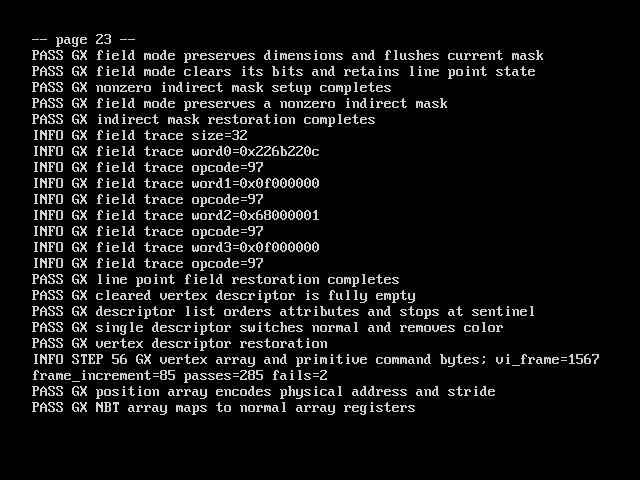 -- page 23 --
PASS GX field mode preserves dimensions and flushes current mask
PASS GX field mode clears its bits and retains line point state
PASS GX nonzero indirect mask setup completes
PASS GX field mode preserves a nonzero indirect mask
PASS GX indirect mask restoration completes
INFO GX field trace size=32
INFO GX field trace word0=0x226b220c
INFO GX field trace opcode=97
INFO GX field trace word1=0x0f000000
INFO GX field trace opcode=97
INFO GX field trace word2=0x68000001
INFO GX field trace opcode=97
INFO GX field trace word3=0x0f000000
INFO GX field trace opcode=97
PASS GX line point field restoration completes
PASS GX cleared vertex descriptor is fully empty
PASS GX descriptor list orders attributes and stops at sentinel
PASS GX single descriptor switches normal and removes color
PASS GX vertex descriptor restoration
INFO STEP 56 GX vertex array and primitive command bytes; vi_frame=1567
frame_increment=85 passes=285 fails=2
PASS GX position array encodes physical address and stride
PASS GX NBT array maps to normal array registers